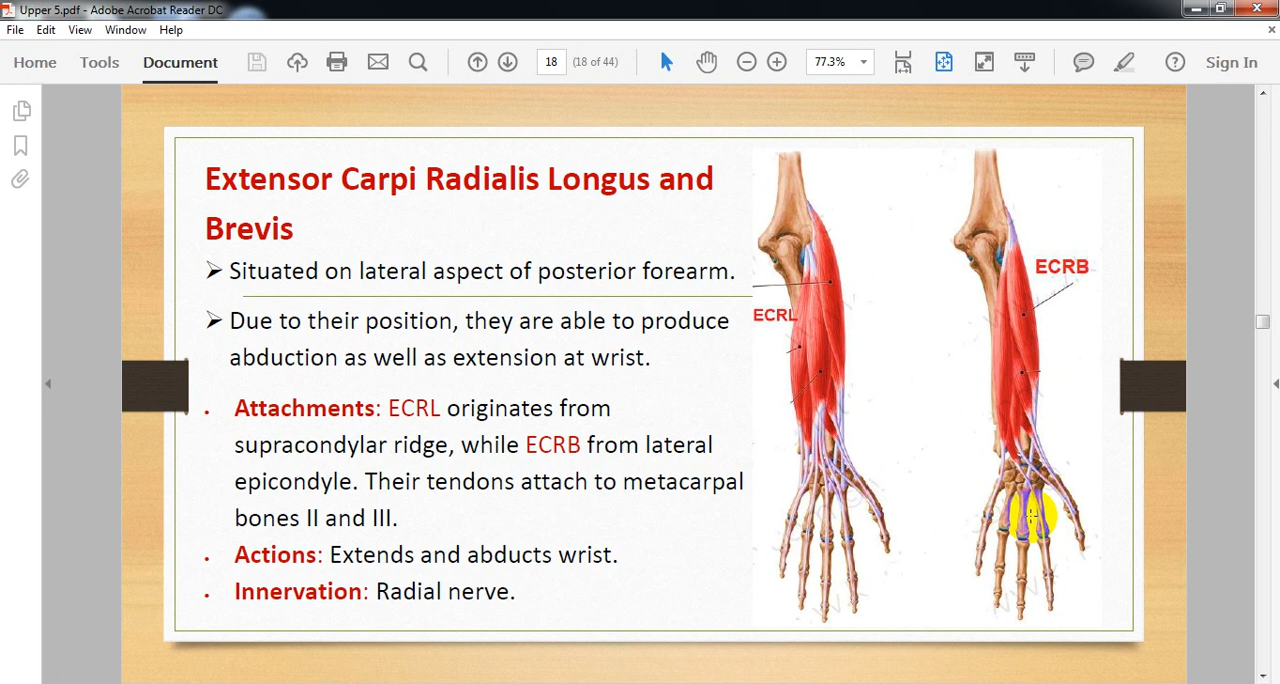 Upper 5.pdf - Adobe Acrobat Reader DC
File Edit View Window Help
Home Tools Document 18 (18 of 44) 77.3% Sign In
Extensor Carpi Radialis Longus and
Brevis
➢ Situated on lateral aspect of posterior forearm.
➢ Due to their position, they are able to produce
abduction as well as extension at wrist.
• Attachments: ECRL originates from
supracondylar ridge, while ECRB from lateral
epicondyle. Their tendons attach to metacarpal
bones II and III.
• Actions: Extends and abducts wrist.
• Innervation: Radial nerve.
ECRL
ECRB